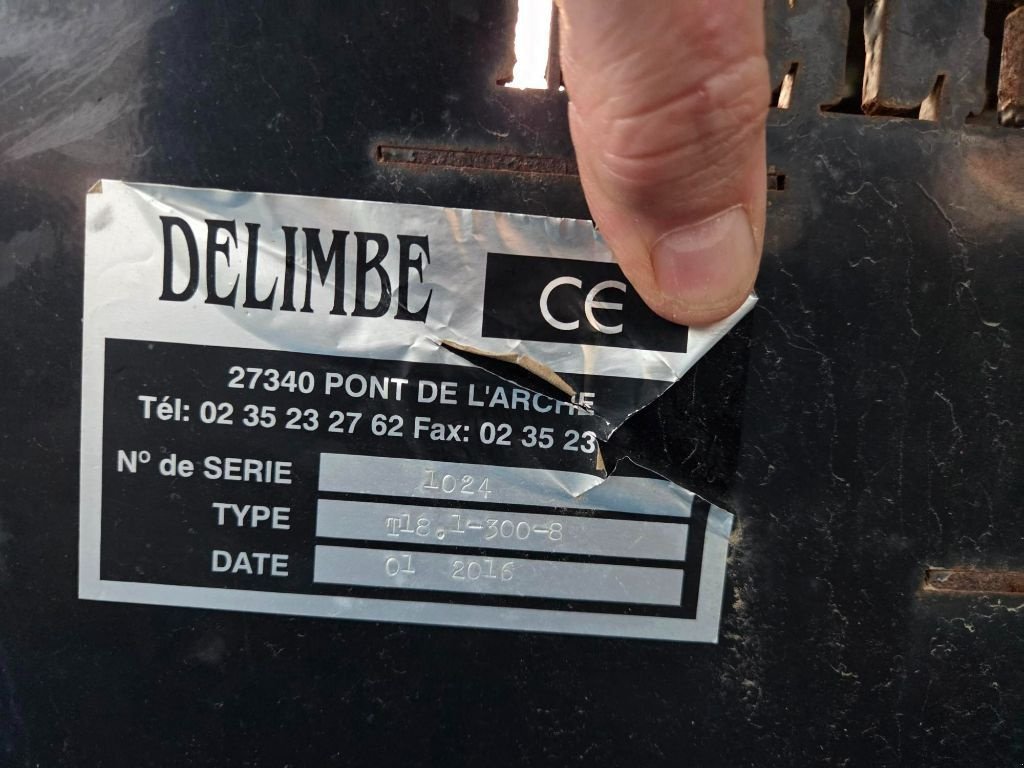 DELIMBE CE
27340 PONT DE L'ARCHE
Tél: 02 35 23 27 62 Fax: 02 35 23
N° de SERIE 1024
TYPE T18.1-300-8
DATE 01 2016